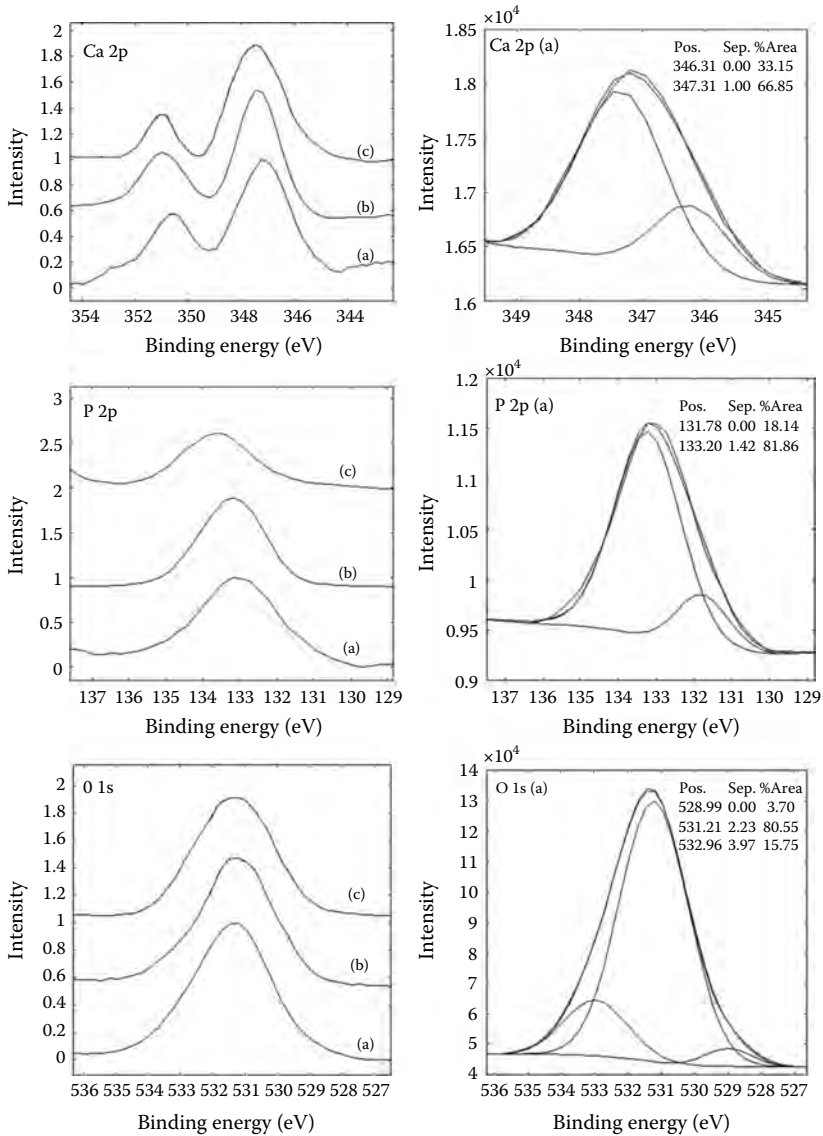 2
1.8
1.6
1.4
1.2
1
0.8
0.6
0.4
0.2
0
Ca 2p
(c)
(b)
(a)
Intensity
354 352 350 348 346 344
Binding energy (eV)
×10⁴
1.85
1.8
1.75
1.7
1.65
1.6
Ca 2p (a)
Pos. Sep. %Area
346.31 0.00 33.15
347.31 1.00 66.85
Intensity
349 348 347 346 345
Binding energy (eV)
3
2.5
2
1.5
1
0.5
0
P 2p
(c)
(b)
(a)
Intensity
137 136 135 134 133 132 131 130 129
Binding energy (eV)
×10⁴
1.2
1.15
1.1
1.05
1
0.95
0.9
P 2p (a)
Pos. Sep. %Area
131.78 0.00 18.14
133.20 1.42 81.86
Intensity
137 136 135 134 133 132 131 130 129
Binding energy (eV)
2
1.8
1.6
1.4
1.2
1
0.8
0.6
0.4
0.2
0
0 1s
(c)
(b)
(a)
Intensity
536 535 534 533 532 531 530 529 528 527
Binding energy (eV)
×10⁴
14
13
12
11
10
9
8
7
6
5
4
O 1s (a)
Pos. Sep. %Area
528.99 0.00 3.70
531.21 2.23 80.55
532.96 3.97 15.75
Intensity
536 535 534 533 532 531 530 529 528 527
Binding energy (eV)